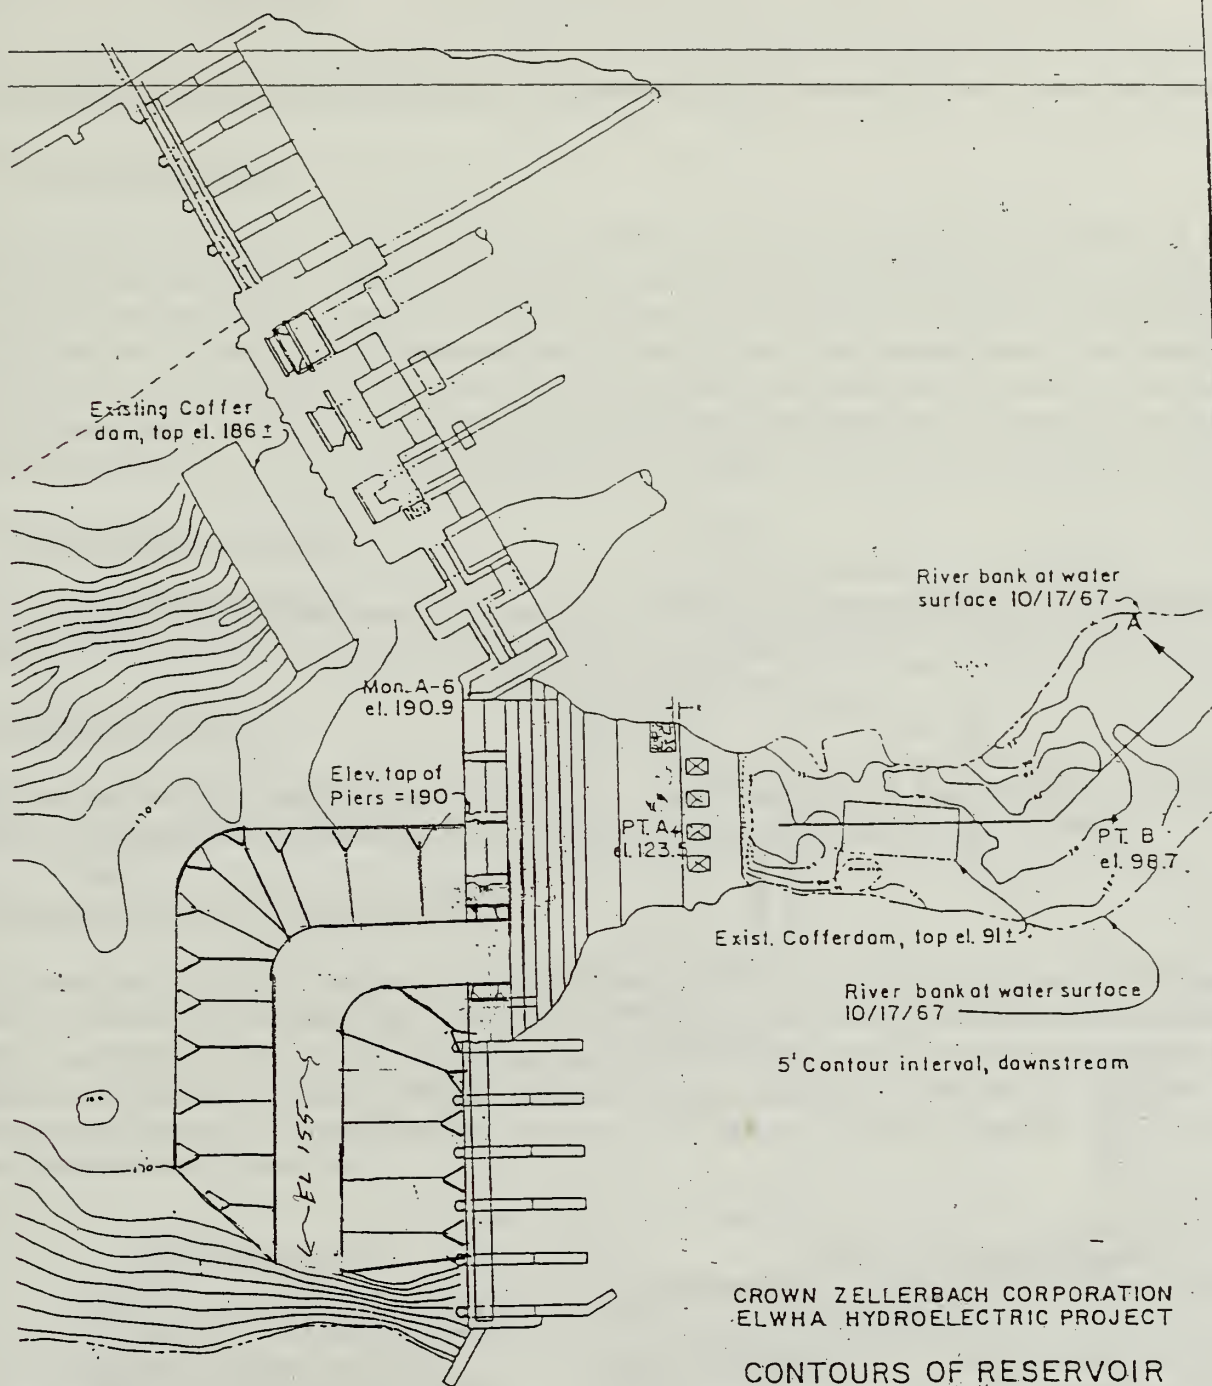 Existing Coffer
dam, top el. 186±
River bank at water
surface 10/17/67
A
Mon. A-6
el. 190.9
Elev. top of
Piers = 190
PT. A
el. 123.5
PT. B
el. 98.7
Exist. Cofferdam, top el. 91±
River bank at water surface
10/17/67
5' Contour interval, downstream
170
170
EL 155
CROWN ZELLERBACH CORPORATION
ELWHA HYDROELECTRIC PROJECT
CONTOURS OF RESERVOIR